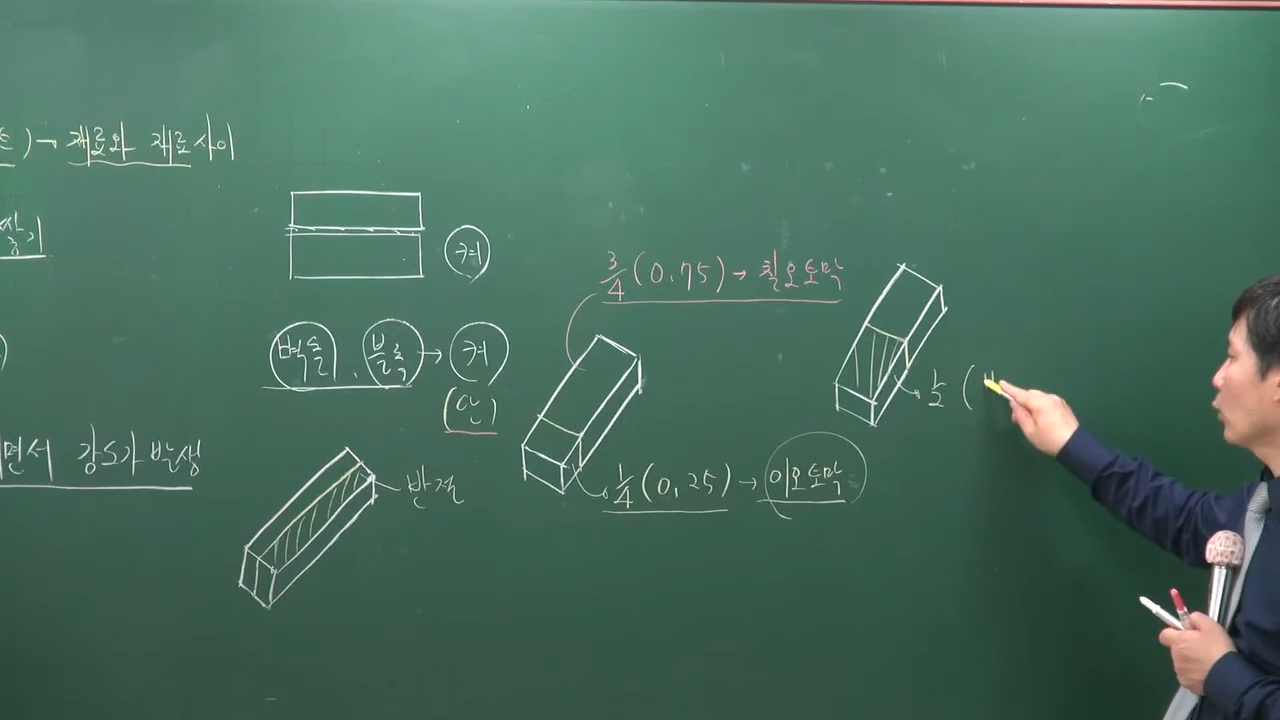 ) → 재료와 재료사이
벽돌, 블록 → 켜
켜
(단)
면서 강도가 발생
반절
3/4 (0.75) → 칠오토막
1/4 (0.25) → 이오토막
1/2 (